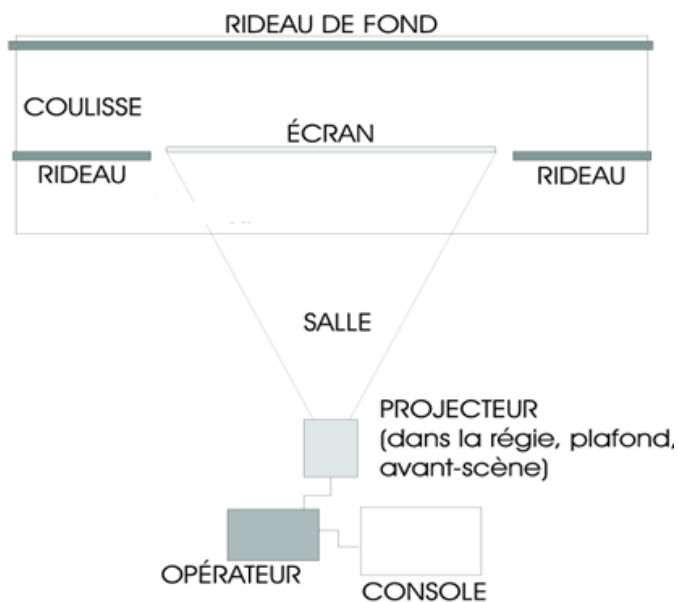 RIDEAU DE FOND
COULISSE
ÉCRAN
RIDEAU
RIDEAU
SALLE
PROJECTEUR
(dans la régie, plafond,
avant-scène)
OPÉRATEUR
CONSOLE